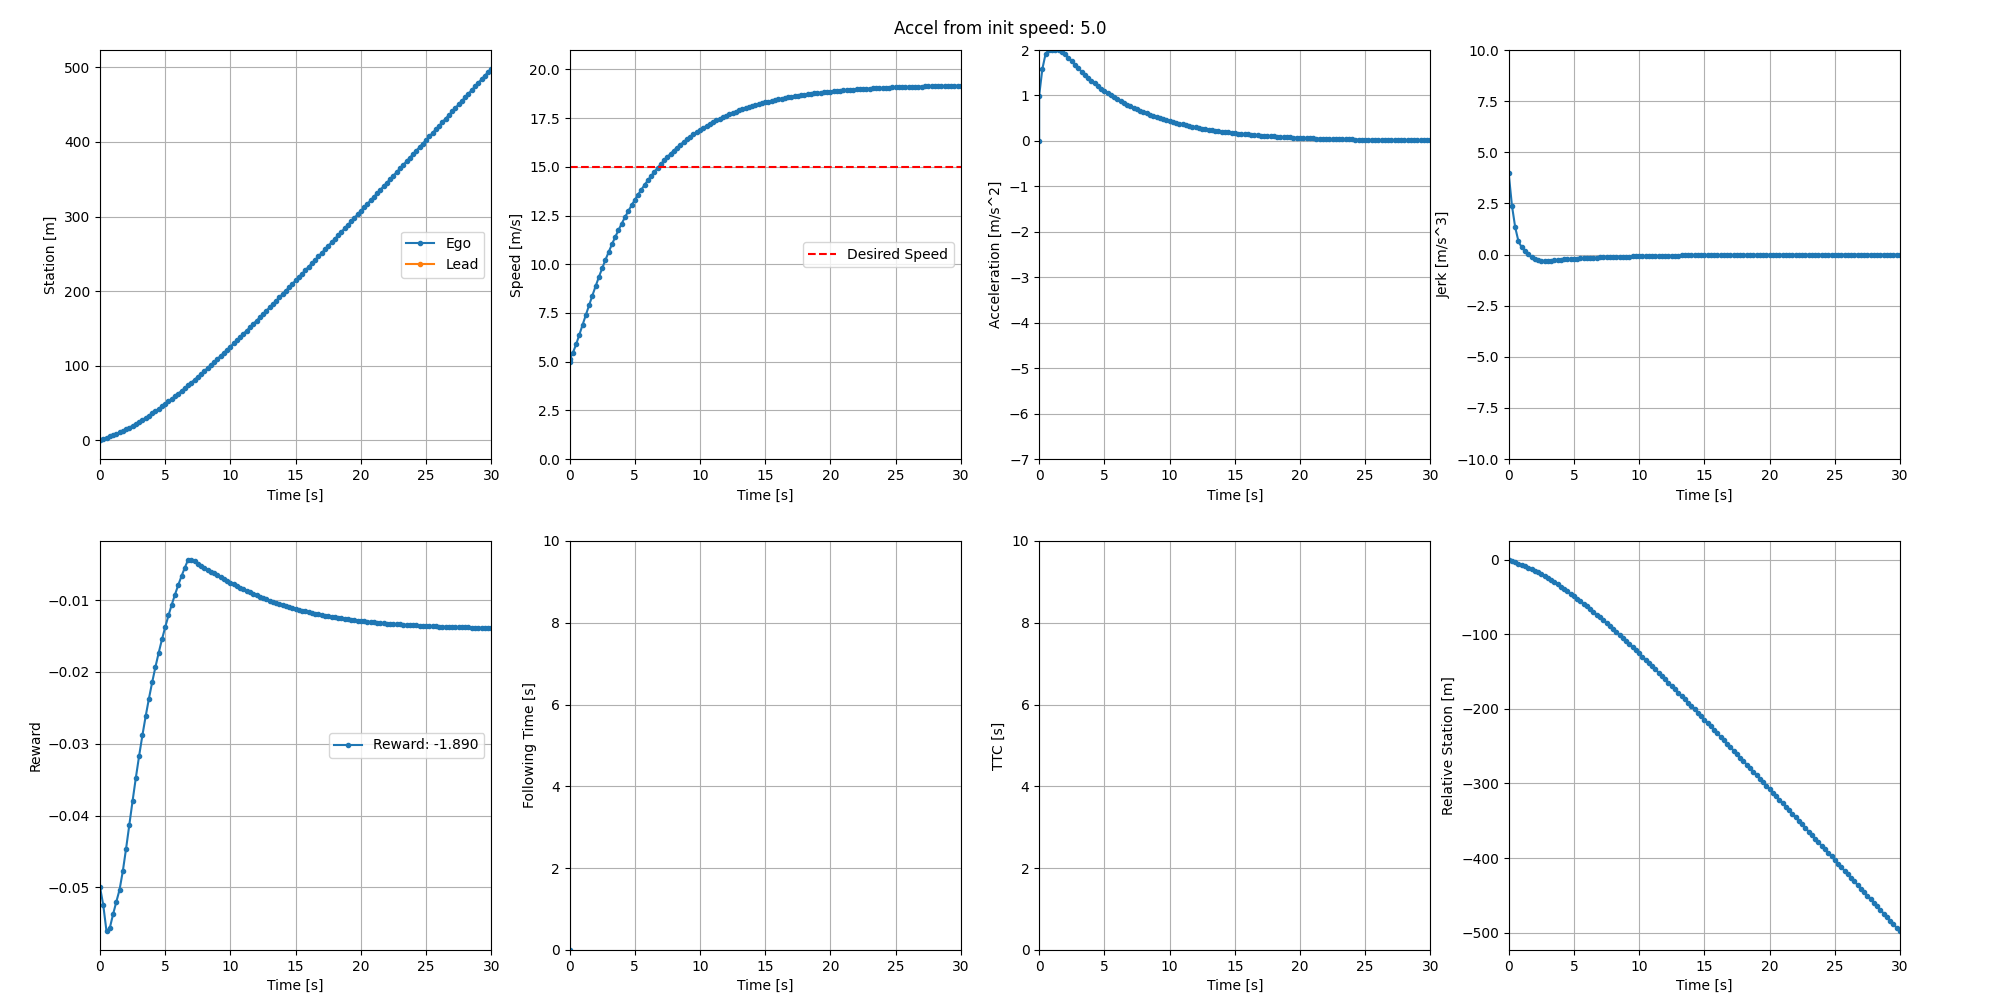 Accel from init speed: 5.0
500
400
300
200
100
0
Station [m]
Ego
Lead
0 5 10 15 20 25 30
Time [s]
20.0
17.5
15.0
12.5
10.0
7.5
5.0
2.5
0.0
Speed [m/s]
Desired Speed
0 5 10 15 20 25 30
Time [s]
2
1
0
−1
−2
−3
−4
−5
−6
−7
Acceleration [m/s^2]
0 5 10 15 20 25 30
Time [s]
10.0
7.5
5.0
2.5
0.0
−2.5
−5.0
−7.5
−10.0
Jerk [m/s^3]
0 5 10 15 20 25 30
Time [s]
−0.01
−0.02
−0.03
−0.04
−0.05
Reward
Reward: -1.890
0 5 10 15 20 25 30
Time [s]
10
8
6
4
2
0
Following Time [s]
0 5 10 15 20 25 30
Time [s]
10
8
6
4
2
0
TTC [s]
0 5 10 15 20 25 30
Time [s]
0
−100
−200
−300
−400
−500
Relative Station [m]
0 5 10 15 20 25 30
Time [s]